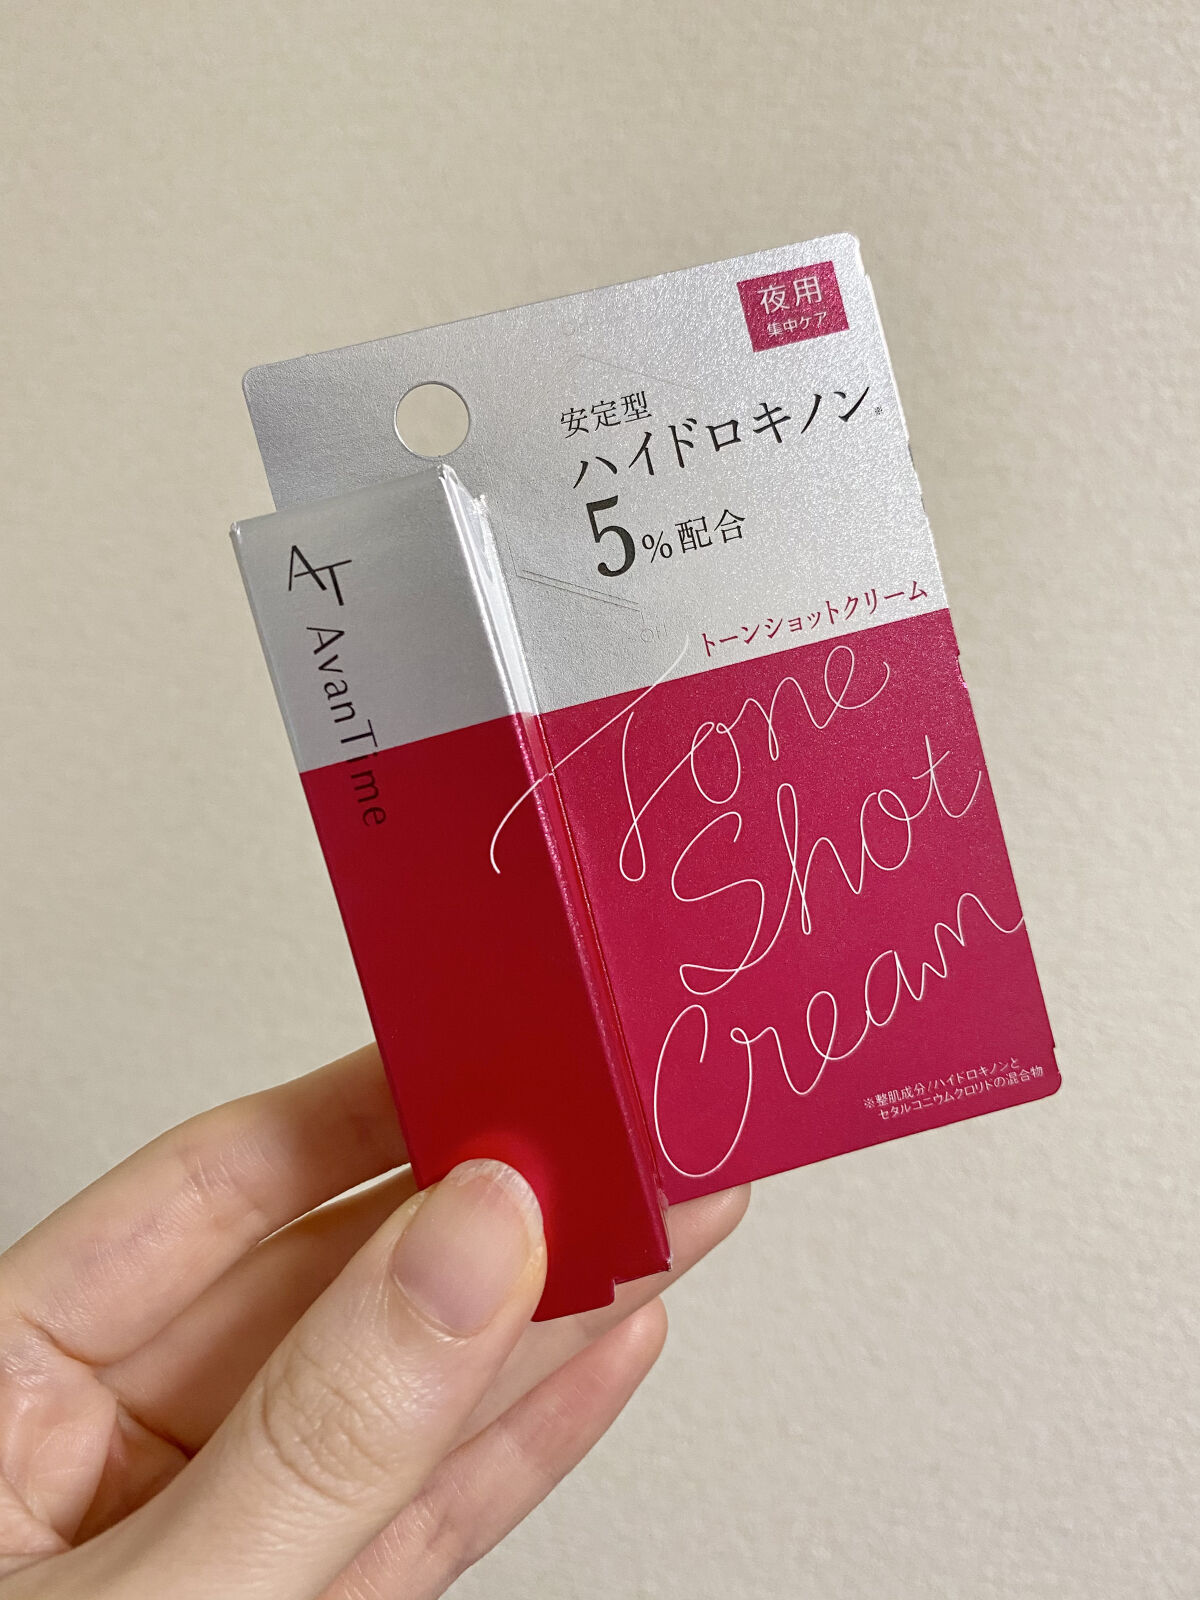 夜用
集中ケア
安定型
ハイドロキノン※
5%配合
トーンショットクリーム
Tone
Shot
Cream
※整肌成分/ハイドロキノンと
セタルコニウムクロリドの混合物
AT
AvanTime